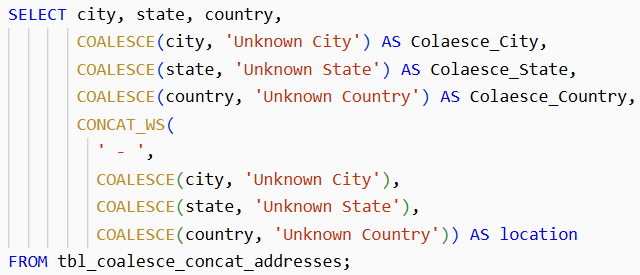 SELECT city, state, country,
COALESCE(city, 'Unknown City') AS Colaesce_City,
COALESCE(state, 'Unknown State') AS Colaesce_State,
COALESCE(country, 'Unknown Country') AS Colaesce_Country,
CONCAT_WS(
' - ',
COALESCE(city, 'Unknown City'),
COALESCE(state, 'Unknown State'),
COALESCE(country, 'Unknown Country')) AS location
FROM tbl_coalesce_concat_addresses;